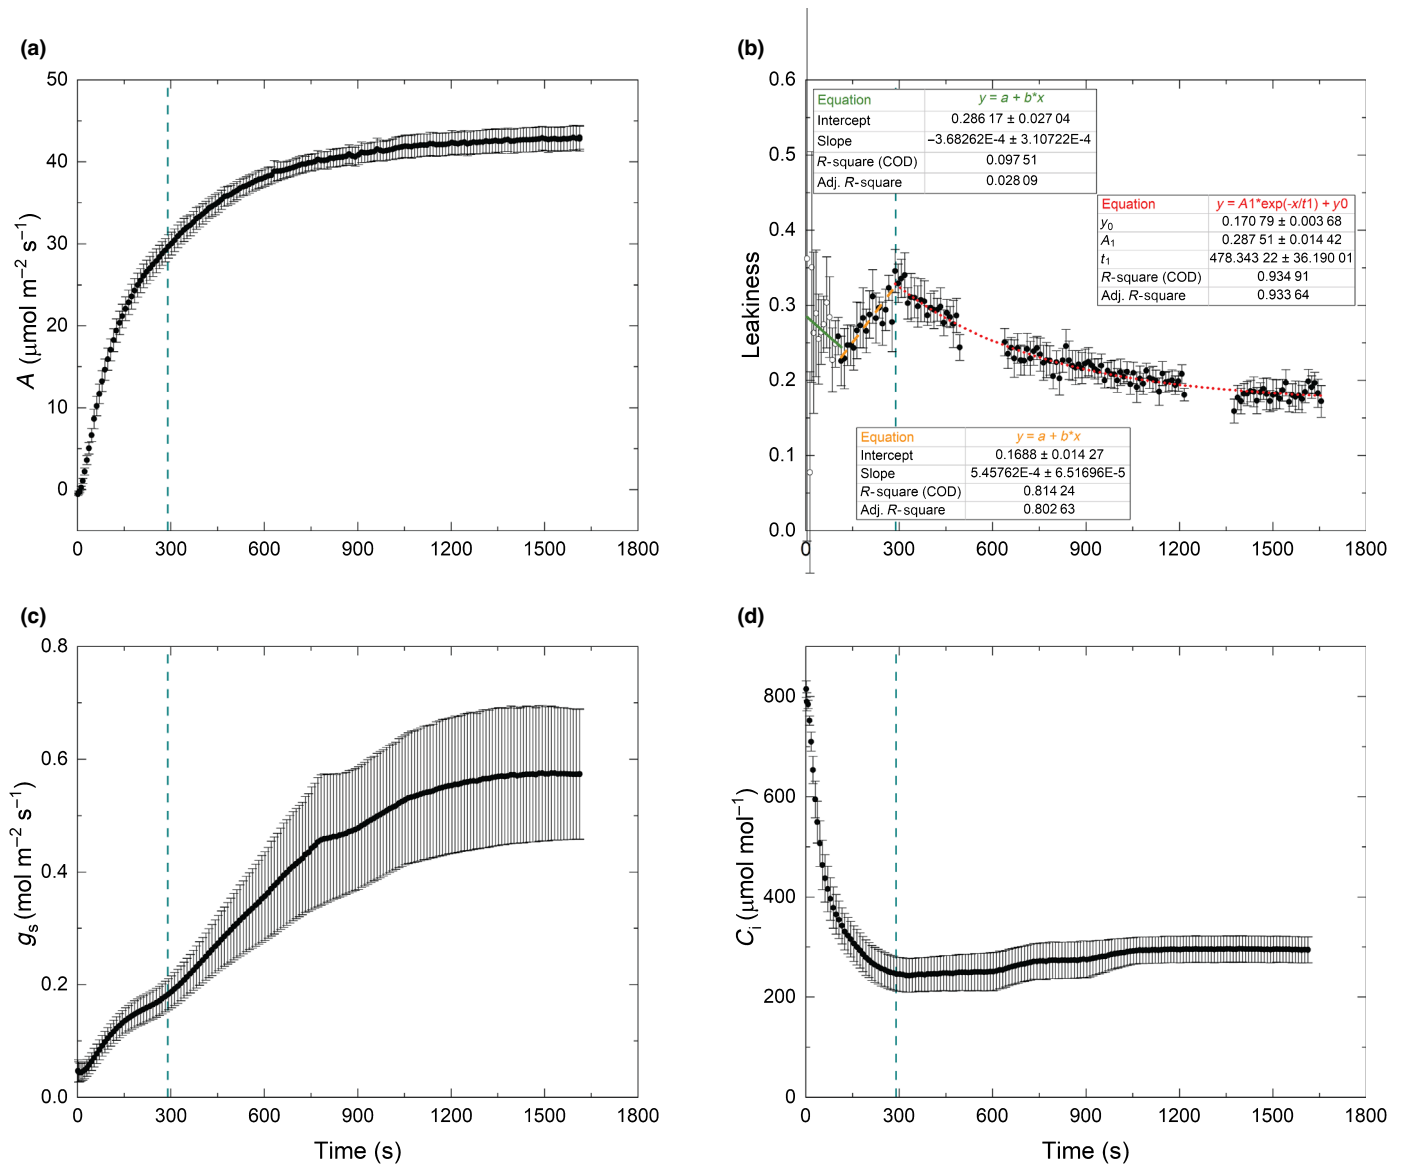 (a)
50
40
30
20
10
0
A (μmol m−2 s−1)
0 300 600 900 1200 1500 1800
(b)
0.6
0.5
0.4
0.3
0.2
0.1
0.0
Leakiness
Equation y = a + b*x
Intercept 0.286 17 ± 0.027 04
Slope −3.68262E-4 ± 3.10722E-4
R-square (COD) 0.097 51
Adj. R-square 0.028 09
Equation y = A1*exp(-x/t1) + y0
y0 0.170 79 ± 0.003 68
A1 0.287 51 ± 0.014 42
t1 478.343 22 ± 36.190 01
R-square (COD) 0.934 91
Adj. R-square 0.933 64
Equation y = a + b*x
Intercept 0.1688 ± 0.014 27
Slope 5.45762E-4 ± 6.51696E-5
R-square (COD) 0.814 24
Adj. R-square 0.802 63
0 300 600 900 1200 1500 1800
(c)
0.8
0.6
0.4
0.2
0.0
gs (mol m−2 s−1)
0 300 600 900 1200 1500 1800
Time (s)
(d)
800
600
400
200
0
Ci (μmol mol−1)
0 300 600 900 1200 1500 1800
Time (s)